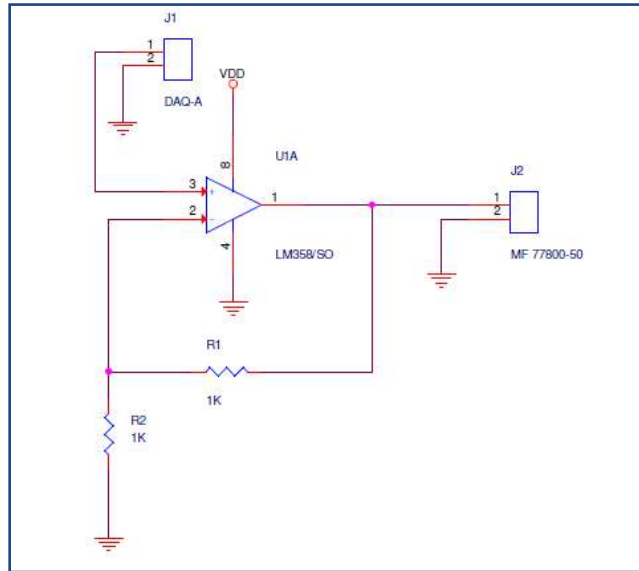 J1
1
2
DAQ-A
VDD
U1A
8
3
+
2
-
1
4
LM358/SO
J2
1
2
MF 77800-50
R1
1K
R2
1K